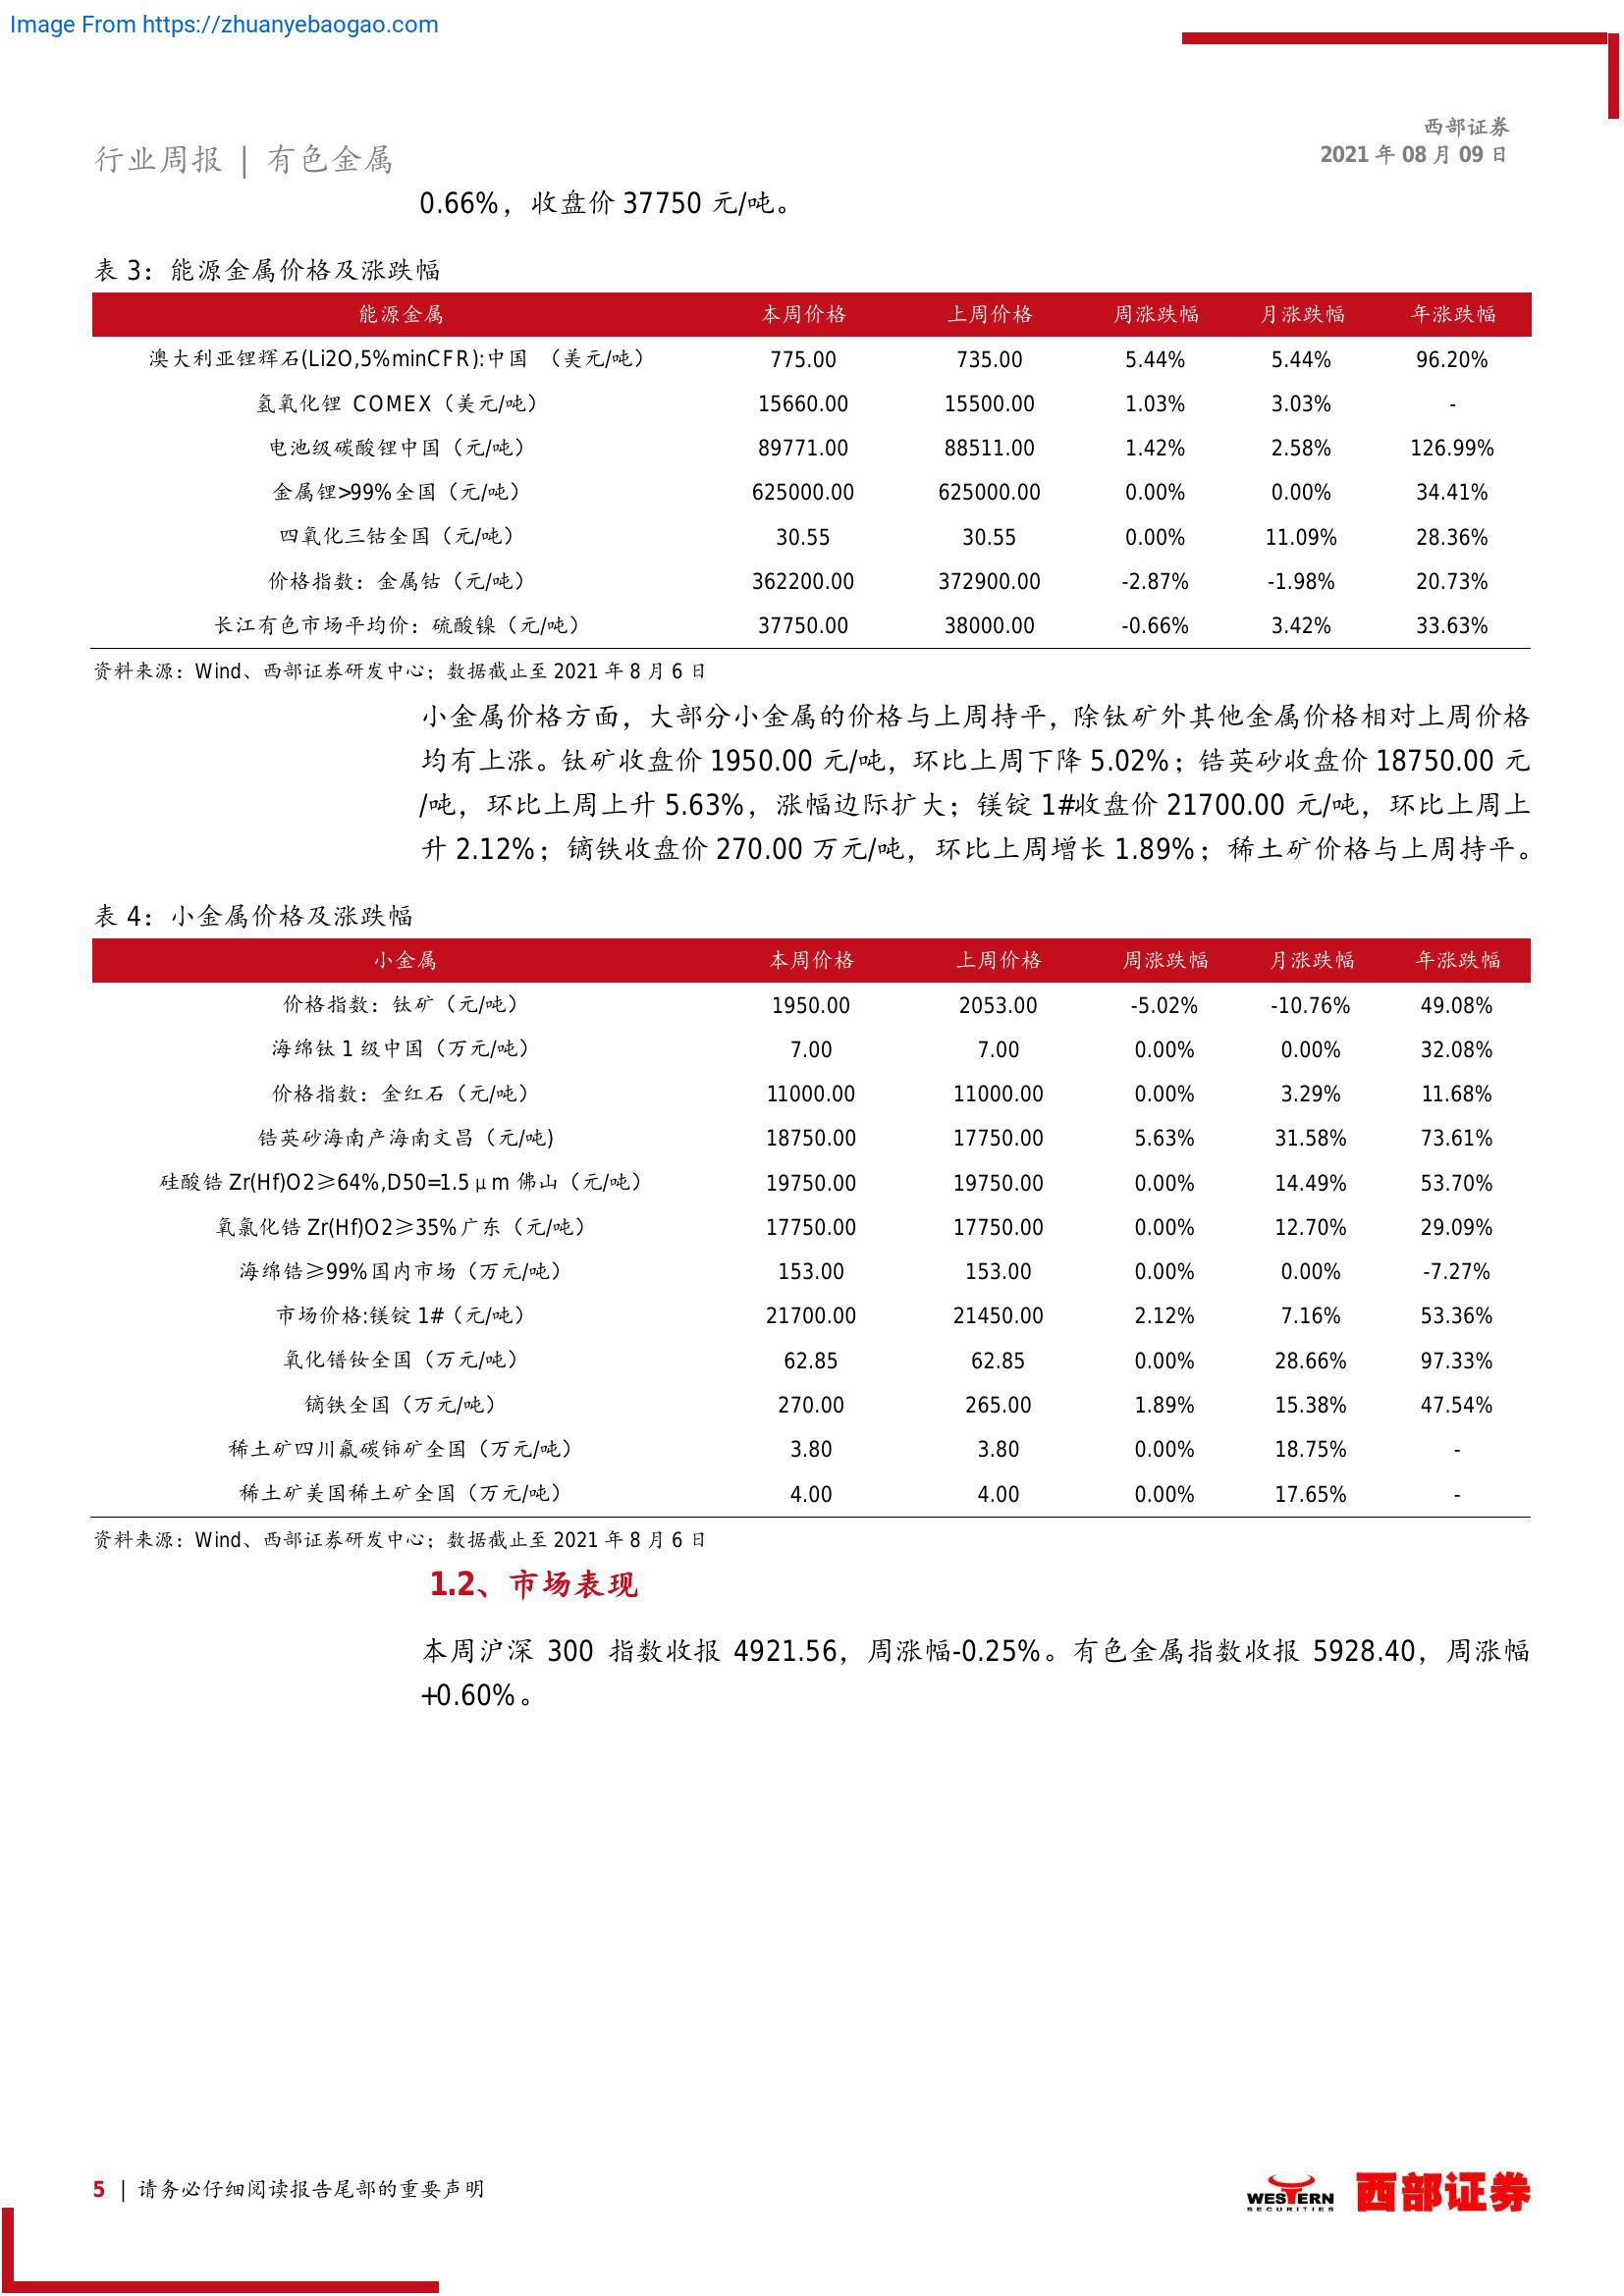 Image From https://zhuanyebaogao.com
西部证券
2021 年 08 月 09 日
行业周报 | 有色金属
0.66%，收盘价 37750 元/吨。
表 3：能源金属价格及涨跌幅
能源金属 本周价格 上周价格 周涨跌幅 月涨跌幅 年涨跌幅
澳大利亚锂辉石(Li2O,5%minCFR):中国 （美元/吨） 775.00 735.00 5.44% 5.44% 96.20%
氢氧化锂 COMEX（美元/吨） 15660.00 15500.00 1.03% 3.03% -
电池级碳酸锂中国（元/吨） 89771.00 88511.00 1.42% 2.58% 126.99%
金属锂>99%全国（元/吨） 625000.00 625000.00 0.00% 0.00% 34.41%
四氧化三钴全国（元/吨） 30.55 30.55 0.00% 11.09% 28.36%
价格指数：金属钴（元/吨） 362200.00 372900.00 -2.87% -1.98% 20.73%
长江有色市场平均价：硫酸镍（元/吨） 37750.00 38000.00 -0.66% 3.42% 33.63%
资料来源：Wind、西部证券研发中心；数据截止至 2021 年 8 月 6 日
小金属价格方面，大部分小金属的价格与上周持平，除钛矿外其他金属价格相对上周价格
均有上涨。钛矿收盘价 1950.00 元/吨，环比上周下降 5.02%；锆英砂收盘价 18750.00 元
/吨，环比上周上升 5.63%，涨幅边际扩大；镁锭 1#收盘价 21700.00 元/吨，环比上周上
升 2.12%；镝铁收盘价 270.00 万元/吨，环比上周增长 1.89%；稀土矿价格与上周持平。
表 4：小金属价格及涨跌幅
小金属 本周价格 上周价格 周涨跌幅 月涨跌幅 年涨跌幅
价格指数：钛矿（元/吨） 1950.00 2053.00 -5.02% -10.76% 49.08%
海绵钛 1 级中国（万元/吨） 7.00 7.00 0.00% 0.00% 32.08%
价格指数：金红石（元/吨） 11000.00 11000.00 0.00% 3.29% 11.68%
锆英砂海南产海南文昌（元/吨) 18750.00 17750.00 5.63% 31.58% 73.61%
硅酸锆 Zr(Hf)O2≥64%,D50=1.5μm 佛山（元/吨） 19750.00 19750.00 0.00% 14.49% 53.70%
氧氯化锆 Zr(Hf)O2≥35%广东（元/吨） 17750.00 17750.00 0.00% 12.70% 29.09%
海绵锆≥99%国内市场（万元/吨） 153.00 153.00 0.00% 0.00% -7.27%
市场价格:镁锭 1#（元/吨） 21700.00 21450.00 2.12% 7.16% 53.36%
氧化镨钕全国（万元/吨） 62.85 62.85 0.00% 28.66% 97.33%
镝铁全国（万元/吨） 270.00 265.00 1.89% 15.38% 47.54%
稀土矿四川氟碳铈矿全国（万元/吨） 3.80 3.80 0.00% 18.75% -
稀土矿美国稀土矿全国（万元/吨） 4.00 4.00 0.00% 17.65% -
资料来源：Wind、西部证券研发中心；数据截止至 2021 年 8 月 6 日
1.2、市场表现
本周沪深 300 指数收报 4921.56，周涨幅-0.25%。有色金属指数收报 5928.40，周涨幅
+0.60%。
5 | 请务必仔细阅读报告尾部的重要声明
WESTERN
SECURITIES
西部证券